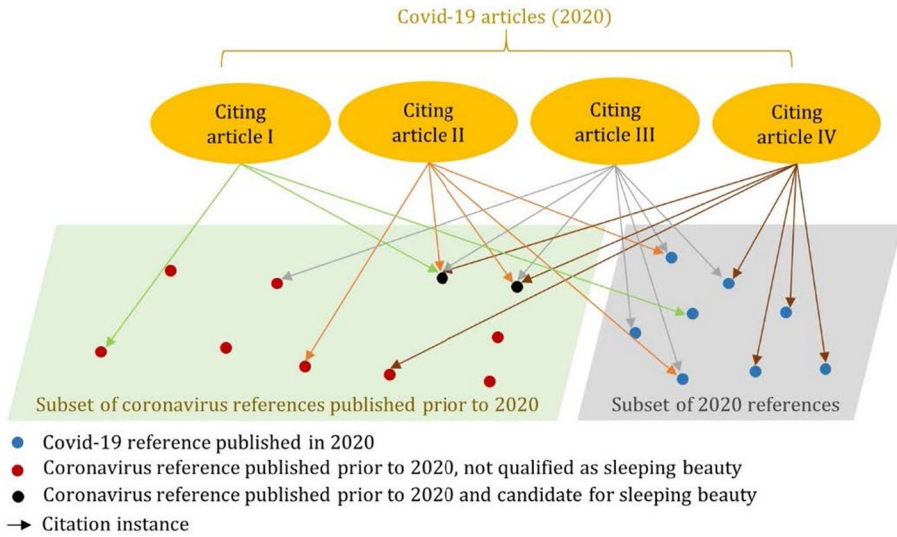 Covid-19 articles (2020)
Citing
article I
Citing
article II
Citing
article III
Citing
article IV
Subset of coronavirus references published prior to 2020
Subset of 2020 references
Covid-19 reference published in 2020
Coronavirus reference published prior to 2020, not qualified as sleeping beauty
Coronavirus reference published prior to 2020 and candidate for sleeping beauty
Citation instance